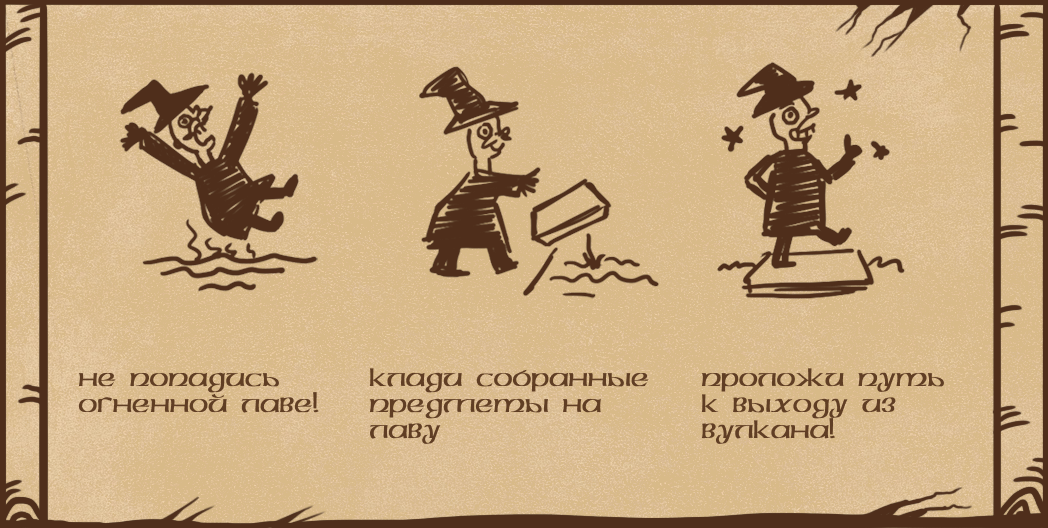 не попадись
огненной лаве!
клади собранные
предметы на
лаву
проложи путь
к выходу из
вулкана!